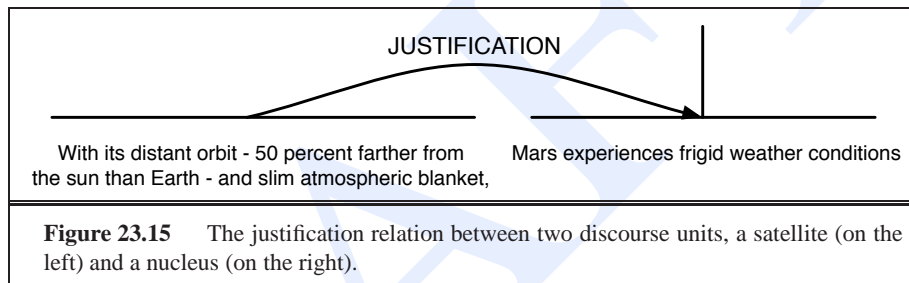 JUSTIFICATION
With its distant orbit - 50 percent farther from
the sun than Earth - and slim atmospheric blanket,
Mars experiences frigid weather conditions
Figure 23.15 The justification relation between two discourse units, a satellite (on the
left) and a nucleus (on the right).